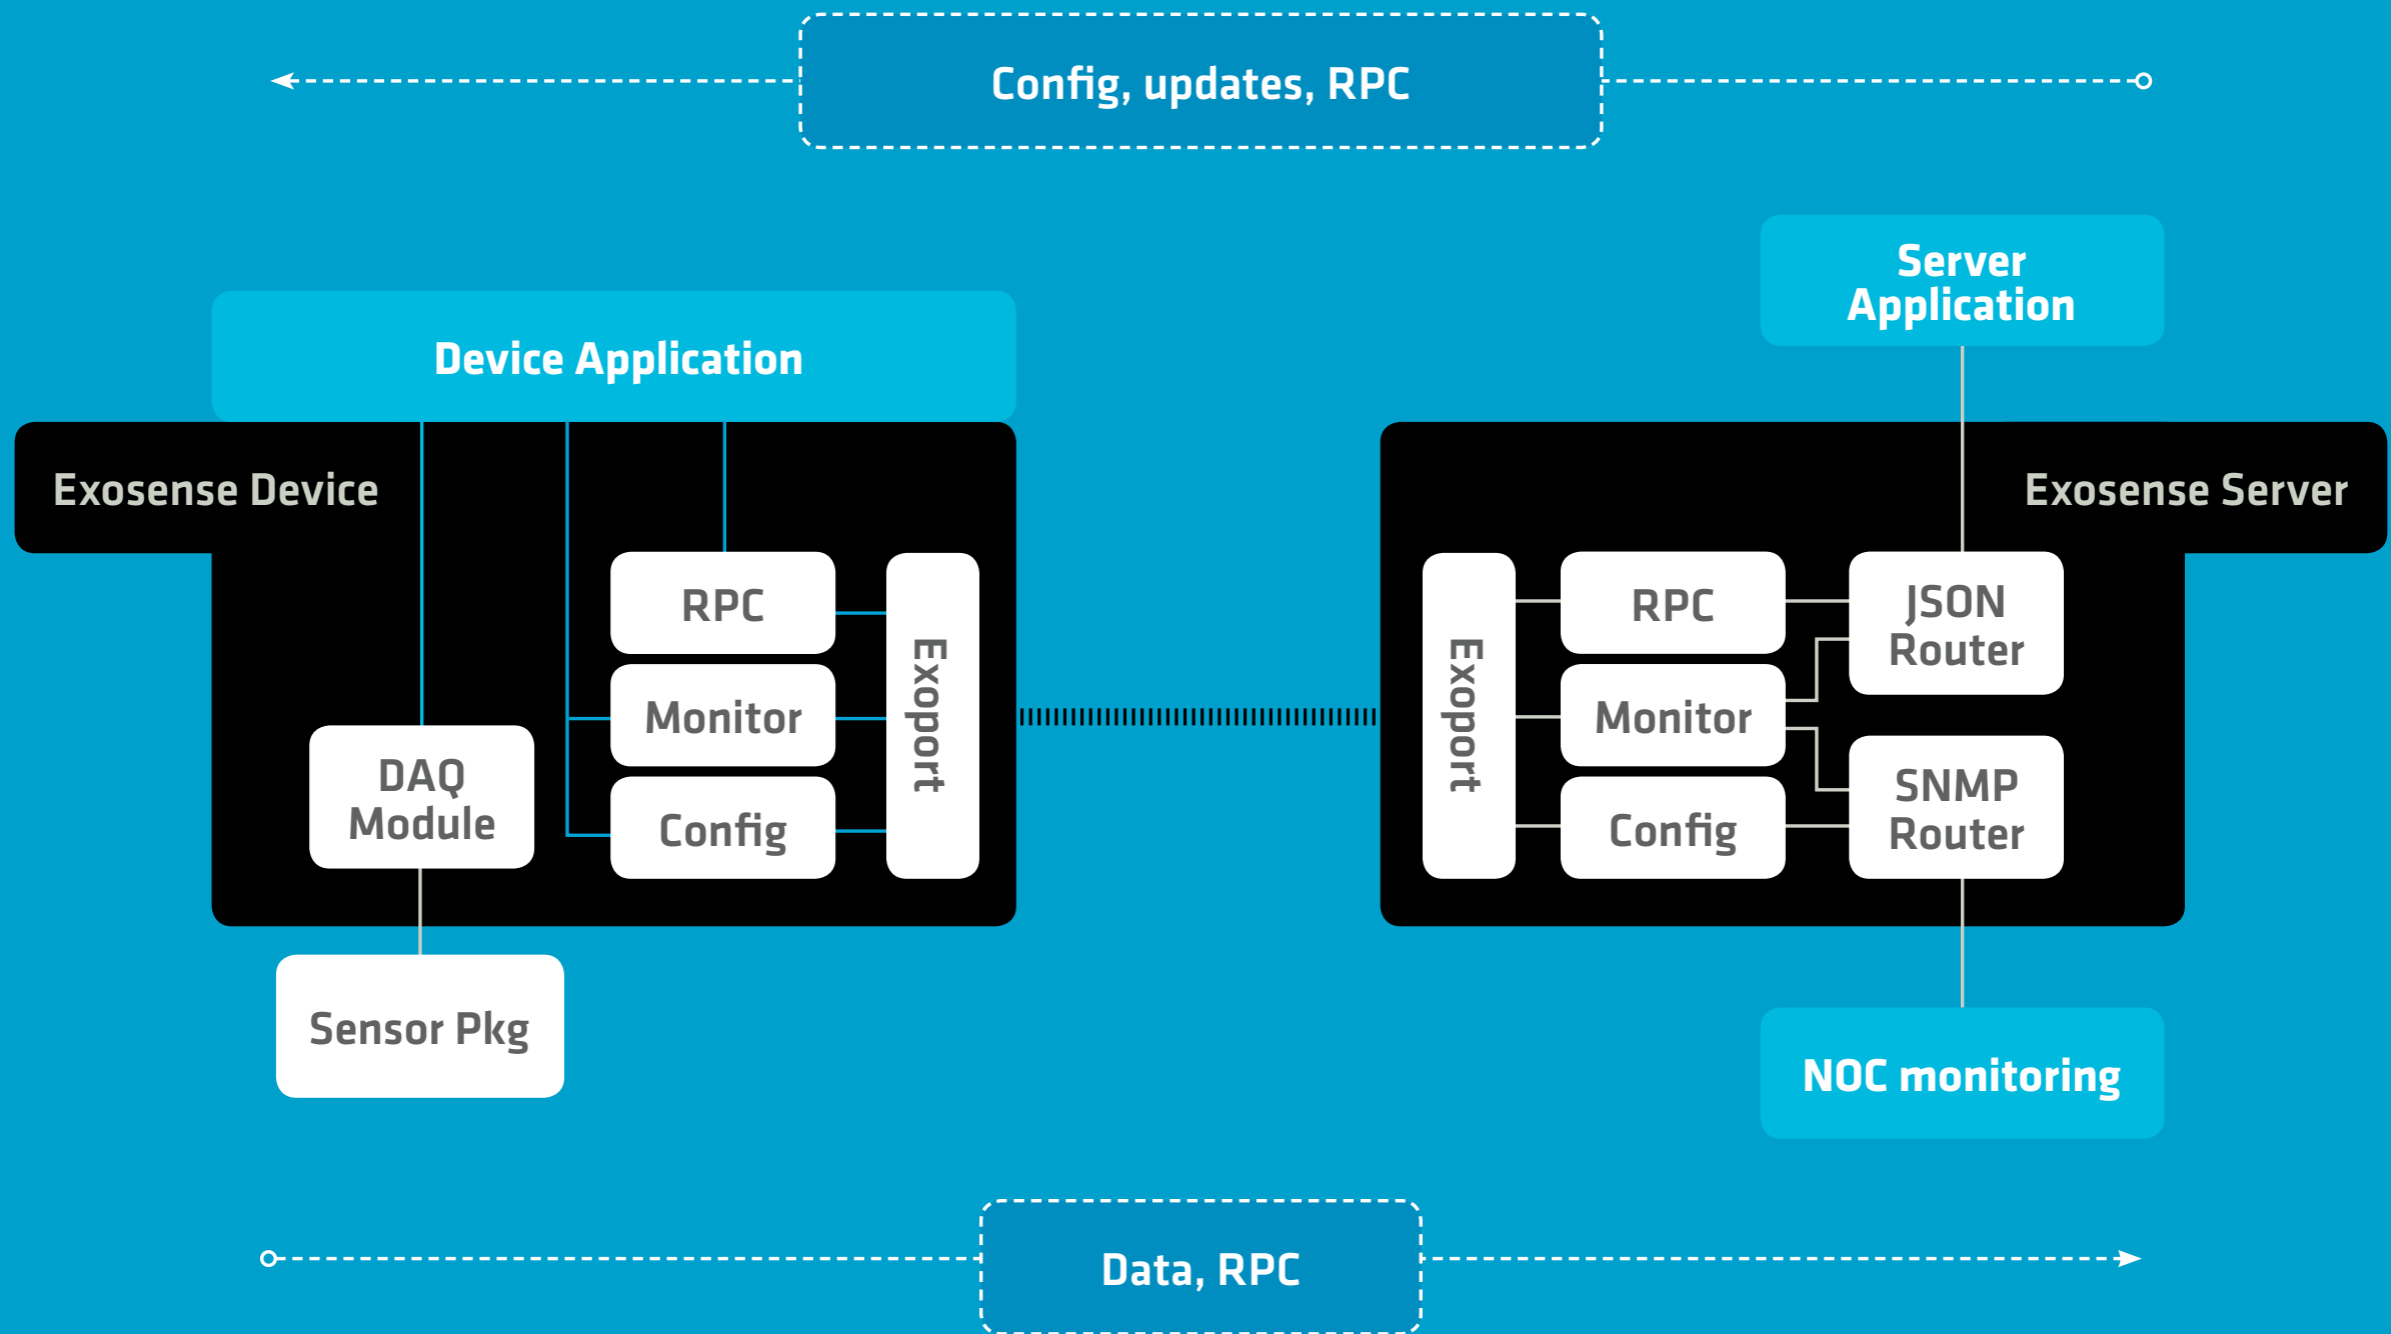 Config, updates, RPC
Server
Application
Device Application
Exosense Device
Exosense Server
RPC
Monitor
Config
Exoport
DAQ
Module
Sensor Pkg
Exoport
RPC
Monitor
Config
JSON
Router
SNMP
Router
NOC monitoring
Data, RPC